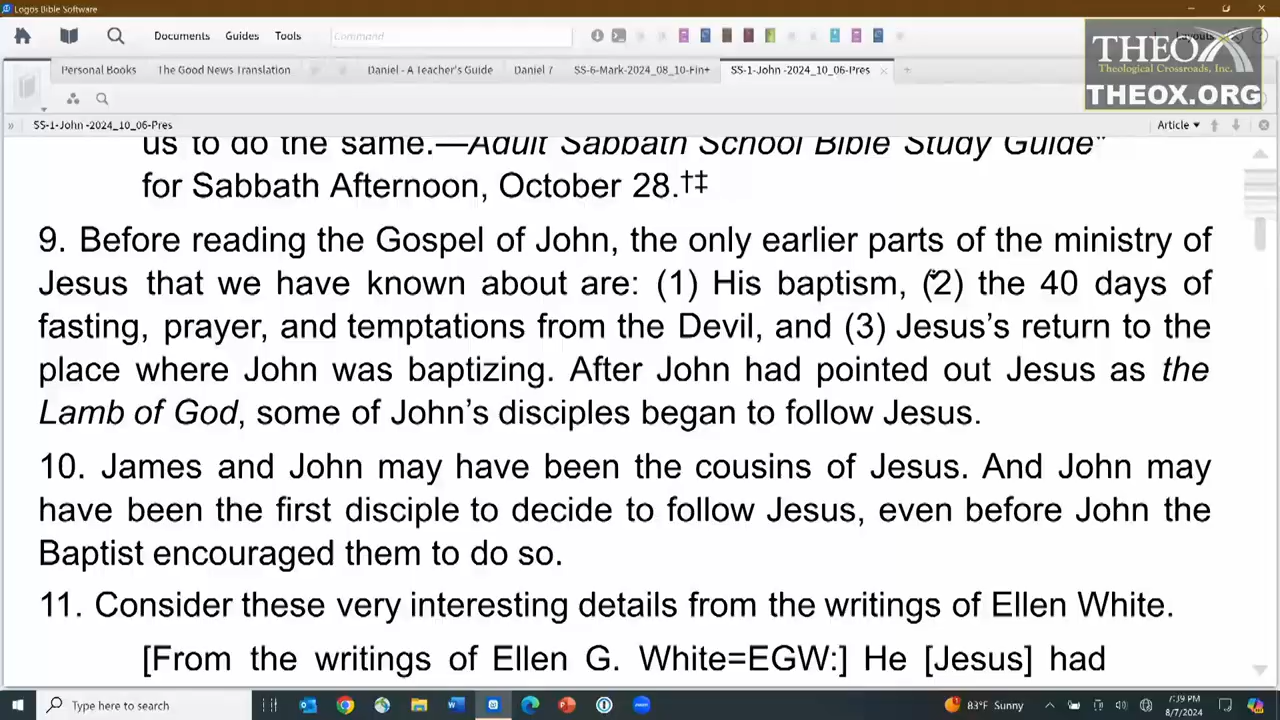 Logos Bible Software
Documents Guides Tools Command
THEOX
Theological Crossroads, Inc.
THEOX.ORG
Personal Books The Good News Translation Daniel 7 SS-6-Mark-2024_08_10-Fin+ SS-1-John -2024_10_06-Pres
SS-1-John -2024_10_06-Pres Article
us to do the same.—Adult Sabbath School Bible Study Guide*
for Sabbath Afternoon, October 28.†‡
9. Before reading the Gospel of John, the only earlier parts of the ministry of
Jesus that we have known about are: (1) His baptism, (2) the 40 days of
fasting, prayer, and temptations from the Devil, and (3) Jesus’s return to the
place where John was baptizing. After John had pointed out Jesus as the
Lamb of God, some of John’s disciples began to follow Jesus.
10. James and John may have been the cousins of Jesus. And John may
have been the first disciple to decide to follow Jesus, even before John the
Baptist encouraged them to do so.
11. Consider these very interesting details from the writings of Ellen White.
[From the writings of Ellen G. White=EGW:] He [Jesus] had
Type here to search
83°F Sunny
7:39 PM
8/7/2024